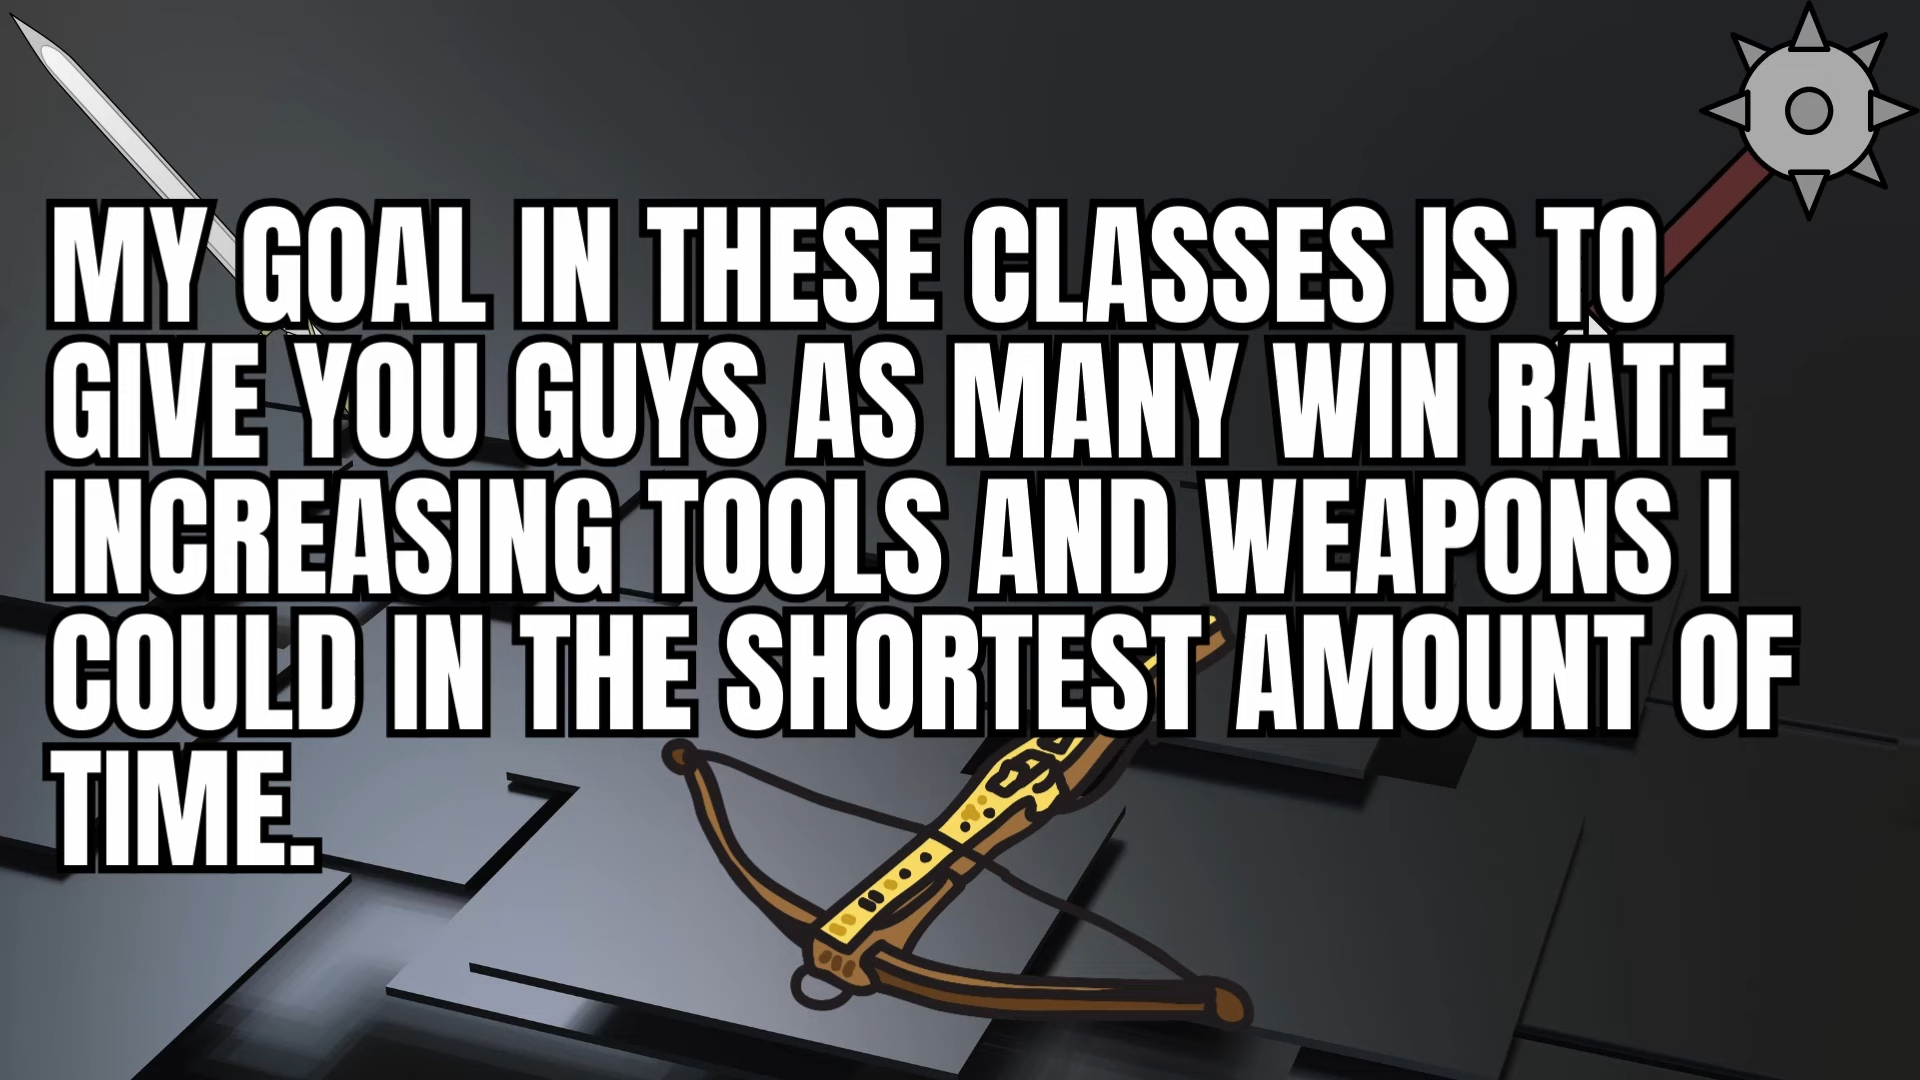 MY GOAL IN THESE CLASSES IS TO
GIVE YOU GUYS AS MANY WIN RATE
INCREASING TOOLS AND WEAPONS I
COULD IN THE SHORTEST AMOUNT OF
TIME.